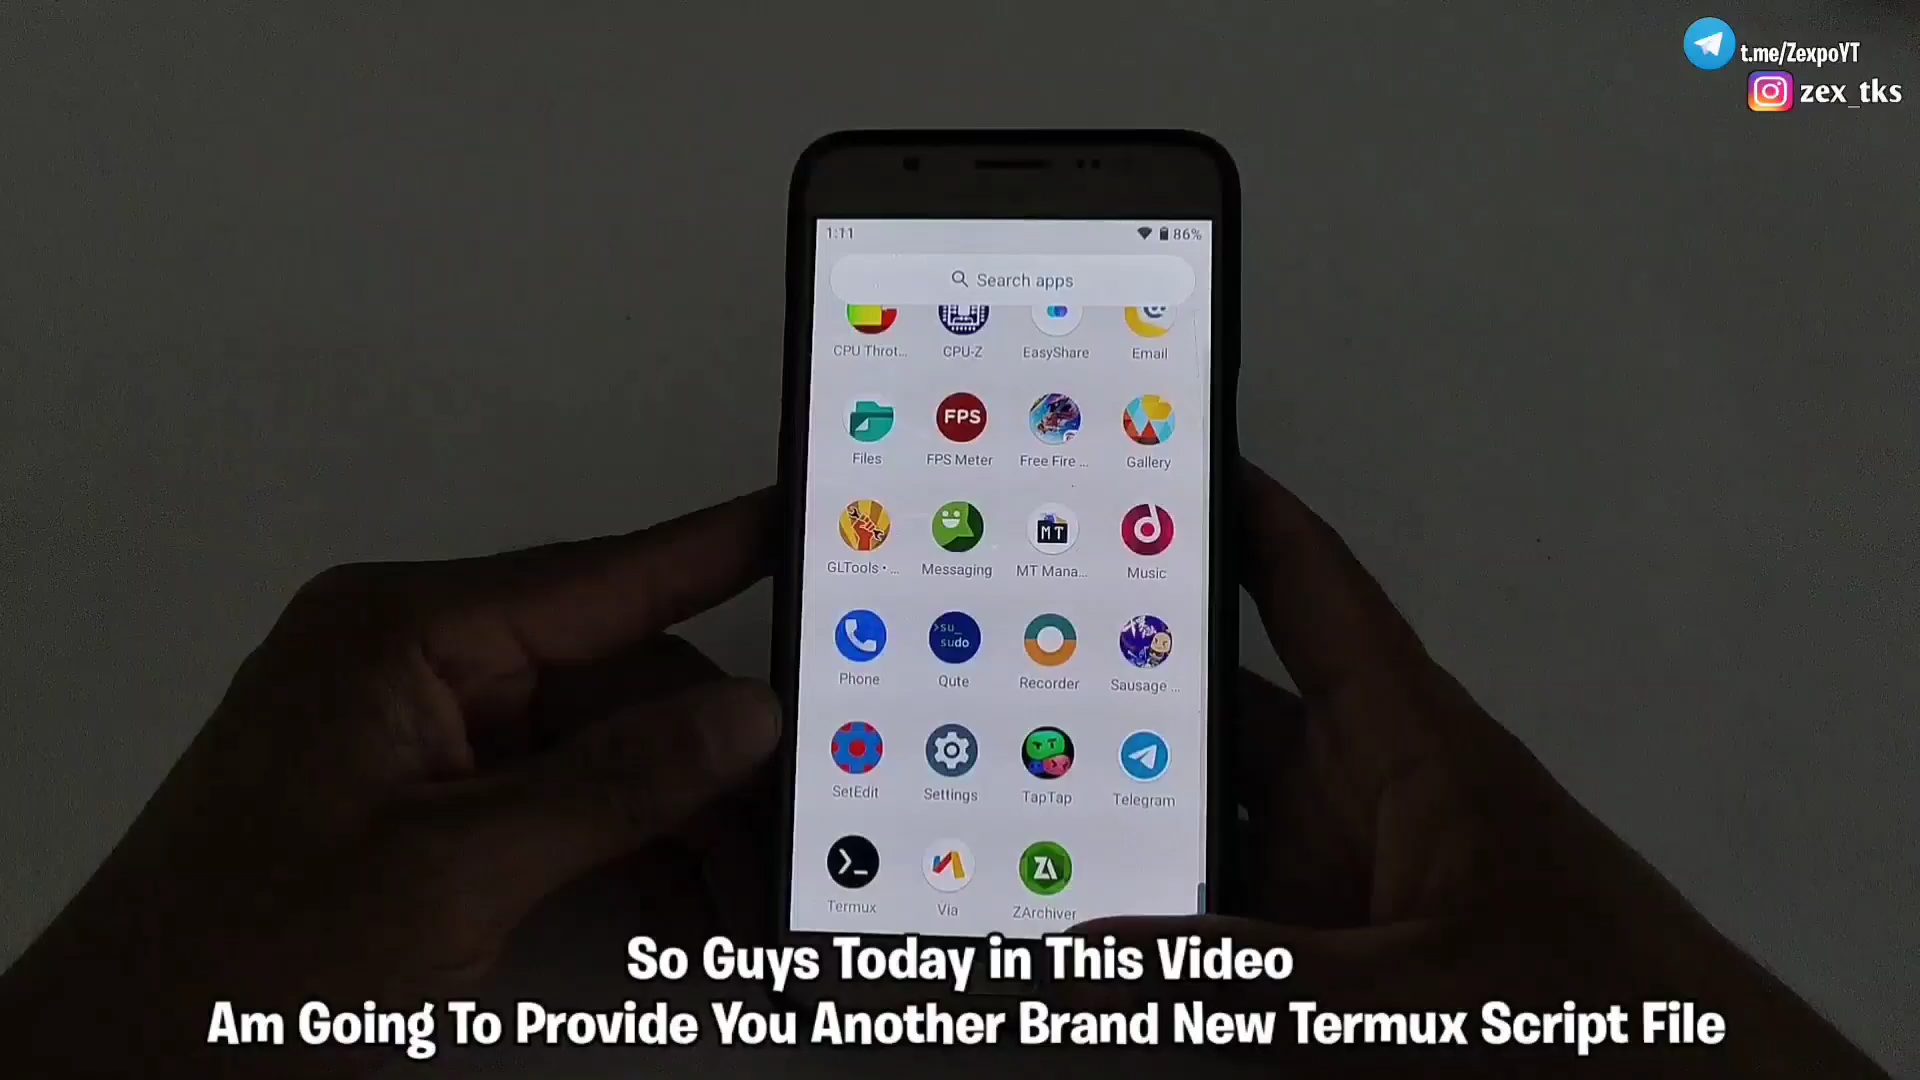 t.me/ZexpoYT
zex_tks
1:11
86%
Search apps
CPU Throt...
CPU-Z
EasyShare
Email
FPS
Files
FPS Meter
Free Fire ...
Gallery
MT
GLTools • ...
Messaging
MT Mana...
Music
>su_
sudo
Phone
Qute
Recorder
Sausage ...
SetEdit
Settings
TapTap
Telegram
>_
ZA
Termux
Via
ZArchiver
So Guys Today in This Video
Am Going To Provide You Another Brand New Termux Script File